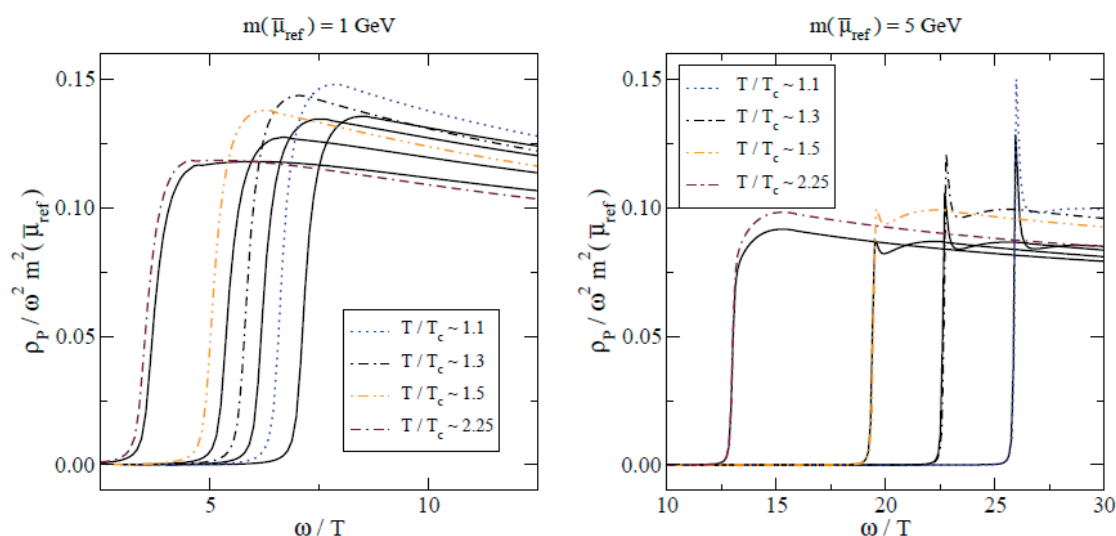 m( μ̄ref ) = 1 GeV
0.15
0.10
0.05
0.00
ρP / ω² m² ( μ̄ref )
T / Tc ~ 1.1
T / Tc ~ 1.3
T / Tc ~ 1.5
T / Tc ~ 2.25
5 10
ω / T
m( μ̄ref ) = 5 GeV
0.15
0.10
0.05
0.00
ρP / ω² m² ( μ̄ref )
T / Tc ~ 1.1
T / Tc ~ 1.3
T / Tc ~ 1.5
T / Tc ~ 2.25
10 15 20 25 30
ω / T